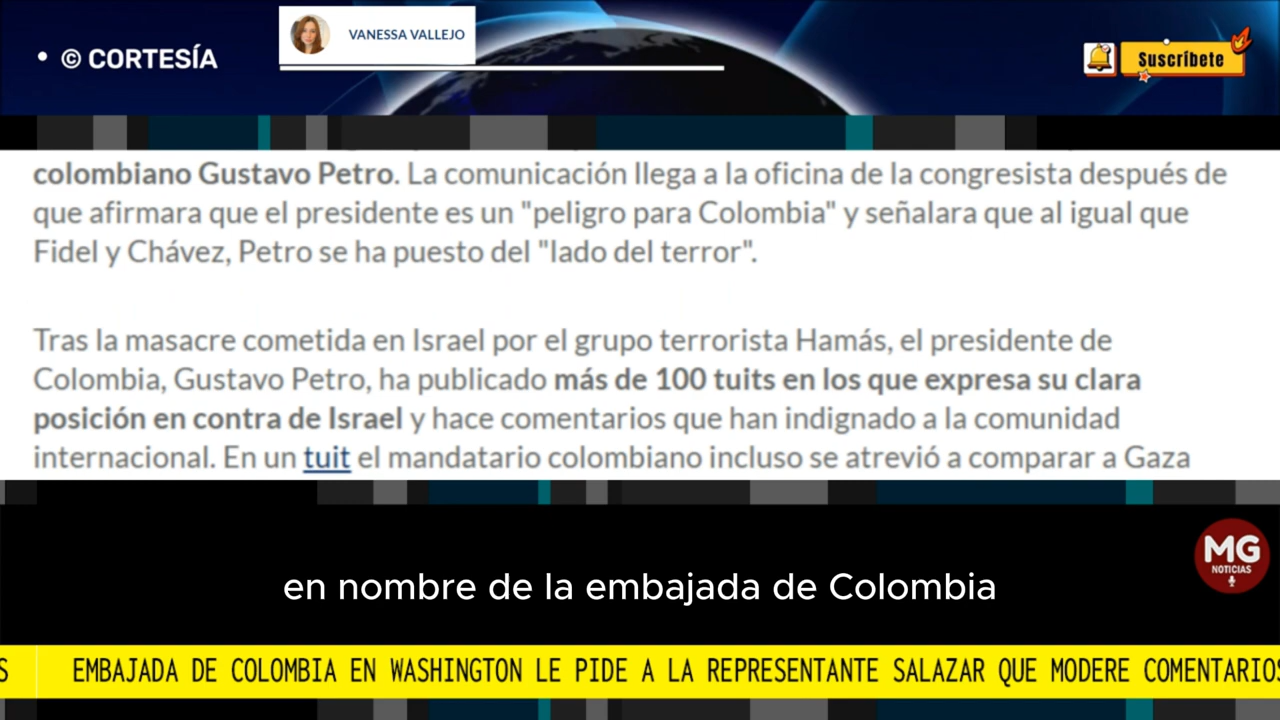 • © CORTESÍA
VANESSA VALLEJO
Suscríbete
colombiano Gustavo Petro. La comunicación llega a la oficina de la congresista después de
que afirmara que el presidente es un "peligro para Colombia" y señalara que al igual que
Fidel y Chávez, Petro se ha puesto del "lado del terror".
Tras la masacre cometida en Israel por el grupo terrorista Hamás, el presidente de
Colombia, Gustavo Petro, ha publicado más de 100 tuits en los que expresa su clara
posición en contra de Israel y hace comentarios que han indignado a la comunidad
internacional. En un tuit el mandatario colombiano incluso se atrevió a comparar a Gaza
MG
NOTICIAS
en nombre de la embajada de Colombia
S EMBAJADA DE COLOMBIA EN WASHINGTON LE PIDE A LA REPRESENTANTE SALAZAR QUE MODERE COMENTARIOS